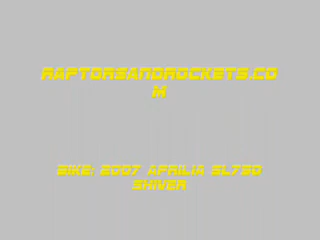 RAPTORSANDROCKETS.CO
M
BIKE: 2007 APRILIA SL750
SHIVER